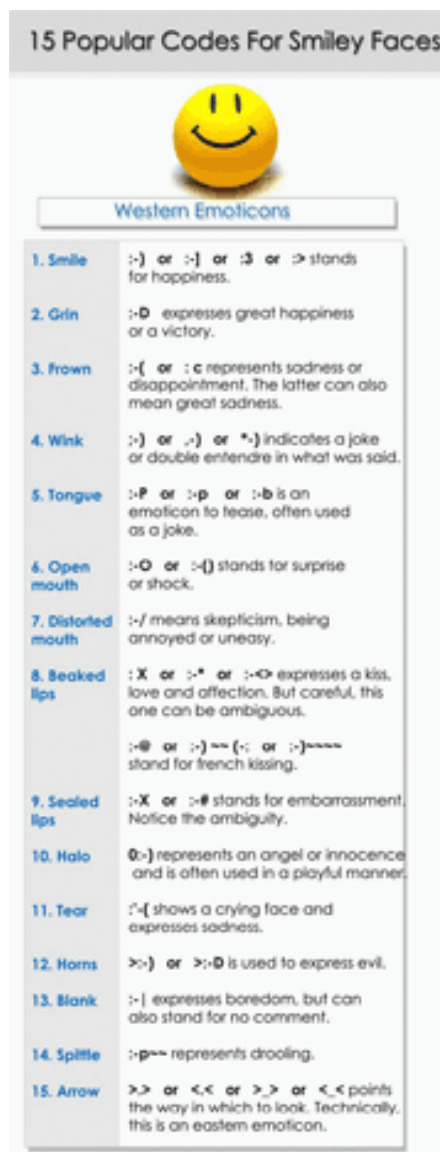 15 Popular Codes For Smiley Faces
Western Emoticons
1. Smile :-) or :-] or :3 or :> stands
for happiness.
2. Grin :-D expresses great happiness
or a victory.
3. Frown :-( or : c represents sadness or
disappointment. The latter can also
mean great sadness.
4. Wink ;-) or ,-) or *-) indicates a joke
or double entendre in what was said.
5. Tongue :-P or :-p or :-b is an
emoticon to tease, often used
as a joke.
6. Open :-O or :-() stands for surprise
mouth or shock.
7. Distorted :-/ means skepticism, being
mouth annoyed or uneasy.
8. Beaked : X or :-* or :-<> expresses a kiss,
lips love and affection. But careful, this
one can be ambiguous.
:-@ or :-) ~~ (-: or :-)~~~~
stand for french kissing.
9. Sealed :-X or :-# stands for embarrassment.
lips Notice the ambiguity.
10. Halo 0:-) represents an angel or innocence
and is often used in a playful manner.
11. Tear :'-( shows a crying face and
expresses sadness.
12. Horns >:-) or >:-D is used to express evil.
13. Blank :-| expresses boredom, but can
also stand for no comment.
14. Spittle :-p~~ represents drooling.
15. Arrow >.> or <.< or >_> or <_< points
the way in which to look. Technically,
this is an eastern emoticon.